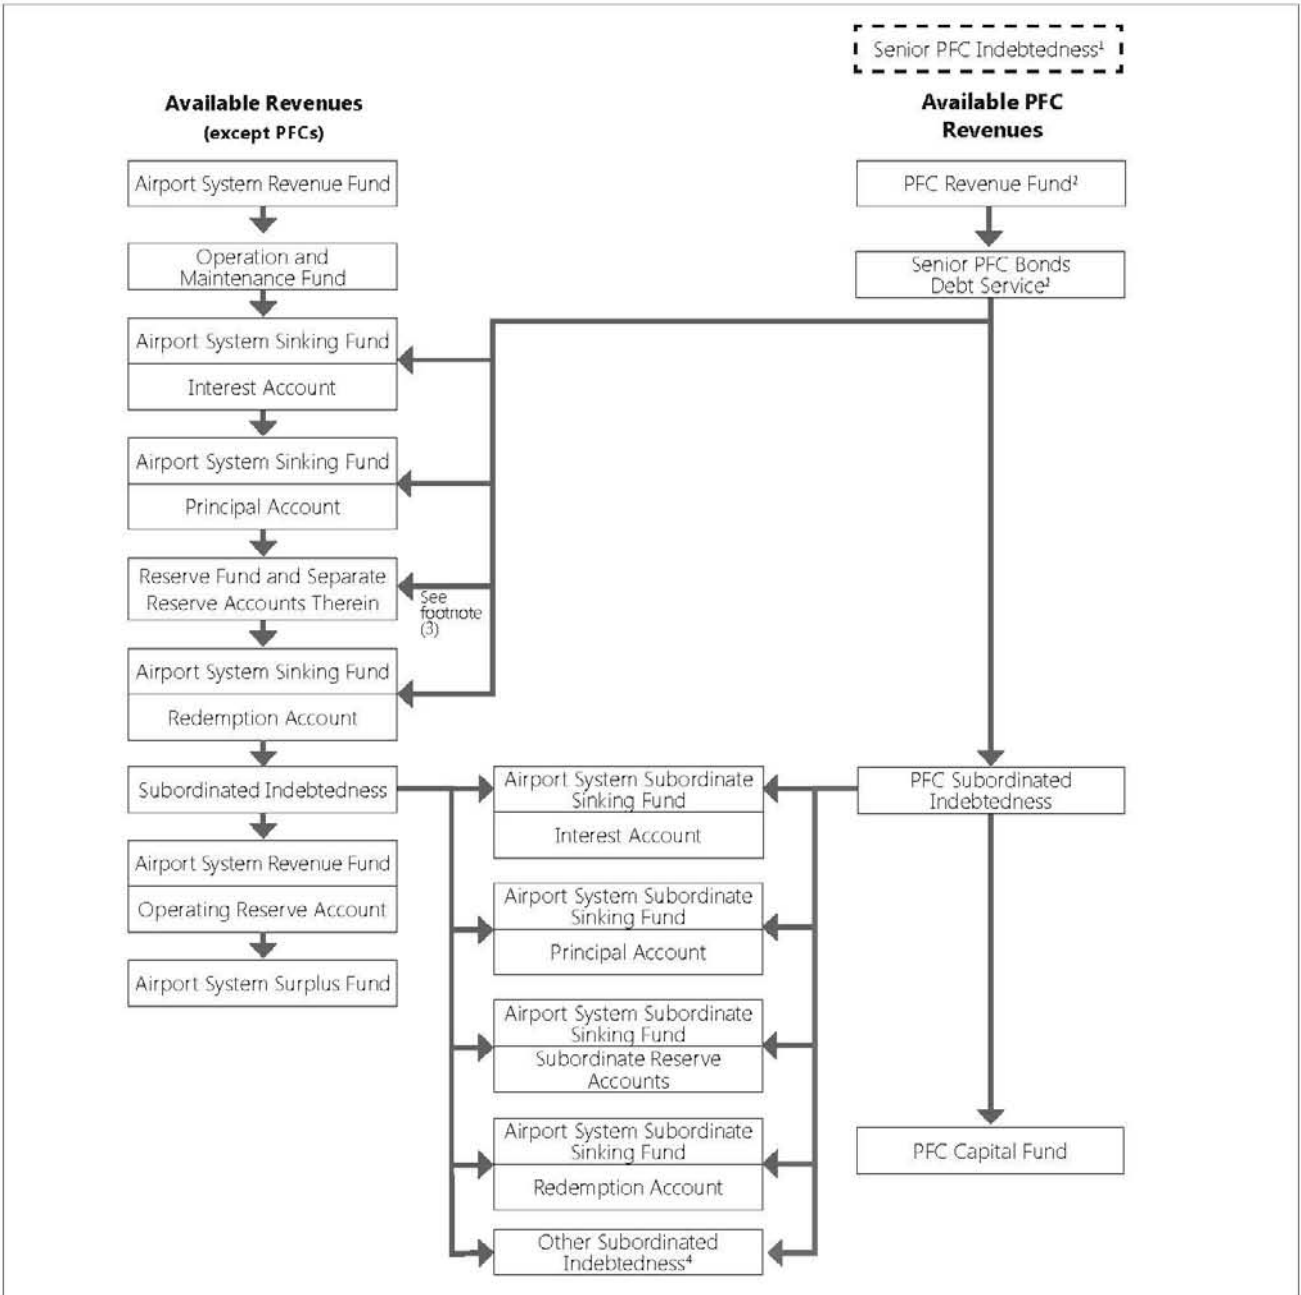 Senior PFC Indebtedness¹
Available Revenues
(except PFCs)
Available PFC
Revenues
Airport System Revenue Fund
PFC Revenue Fund²
Operation and
Maintenance Fund
Senior PFC Bonds
Debt Service²
Airport System Sinking Fund
Interest Account
Airport System Sinking Fund
Principal Account
Reserve Fund and Separate
Reserve Accounts Therein
See
footnote
(3)
Airport System Sinking Fund
Redemption Account
Subordinated Indebtedness
Airport System Subordinate
Sinking Fund
Interest Account
PFC Subordinated
Indebtedness
Airport System Revenue Fund
Operating Reserve Account
Airport System Subordinate
Sinking Fund
Principal Account
Airport System Surplus Fund
Airport System Subordinate
Sinking Fund
Subordinate Reserve
Accounts
Airport System Subordinate
Sinking Fund
Redemption Account
PFC Capital Fund
Other Subordinated
Indebtedness⁴